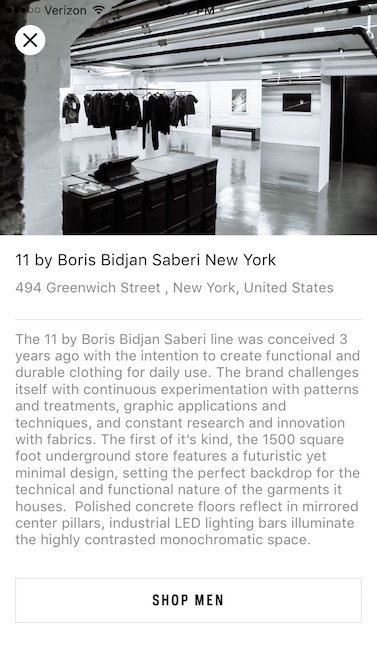 Verizon
PM
11 by Boris Bidjan Saberi New York
494 Greenwich Street , New York, United States
The 11 by Boris Bidjan Saberi line was conceived 3
years ago with the intention to create functional and
durable clothing for daily use. The brand challenges
itself with continuous experimentation with patterns
and treatments, graphic applications and
techniques, and constant research and innovation
with fabrics. The first of it's kind, the 1500 square
foot underground store features a futuristic yet
minimal design, setting the perfect backdrop for the
technical and functional nature of the garments it
houses.  Polished concrete floors reflect in mirrored
center pillars, industrial LED lighting bars illuminate
the highly contrasted monochromatic space.
SHOP MEN